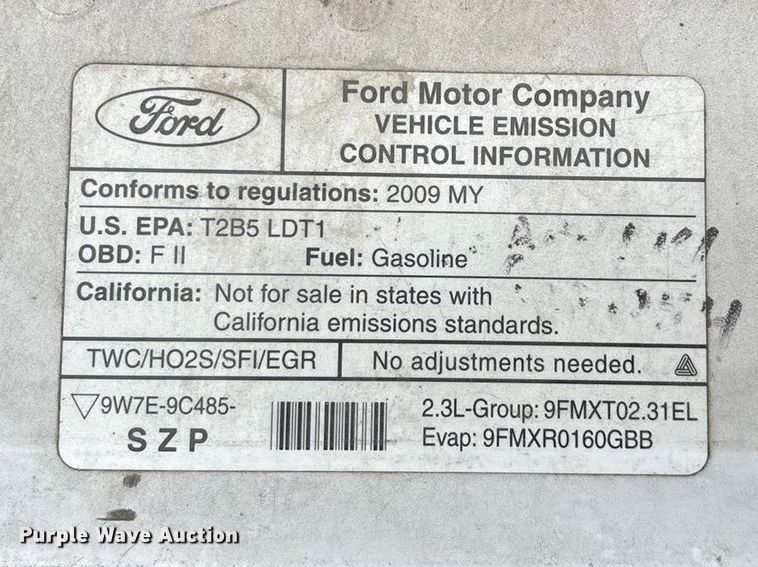 Ford
Ford Motor Company
VEHICLE EMISSION
CONTROL INFORMATION
Conforms to regulations: 2009 MY
U.S. EPA: T2B5 LDT1
OBD: F II Fuel: Gasoline
California: Not for sale in states with
California emissions standards.
TWC/HO2S/SFI/EGR No adjustments needed.
9W7E-9C485-
SZP
2.3L-Group: 9FMXT02.31EL
Evap: 9FMXR0160GBB
Purple Wave Auction